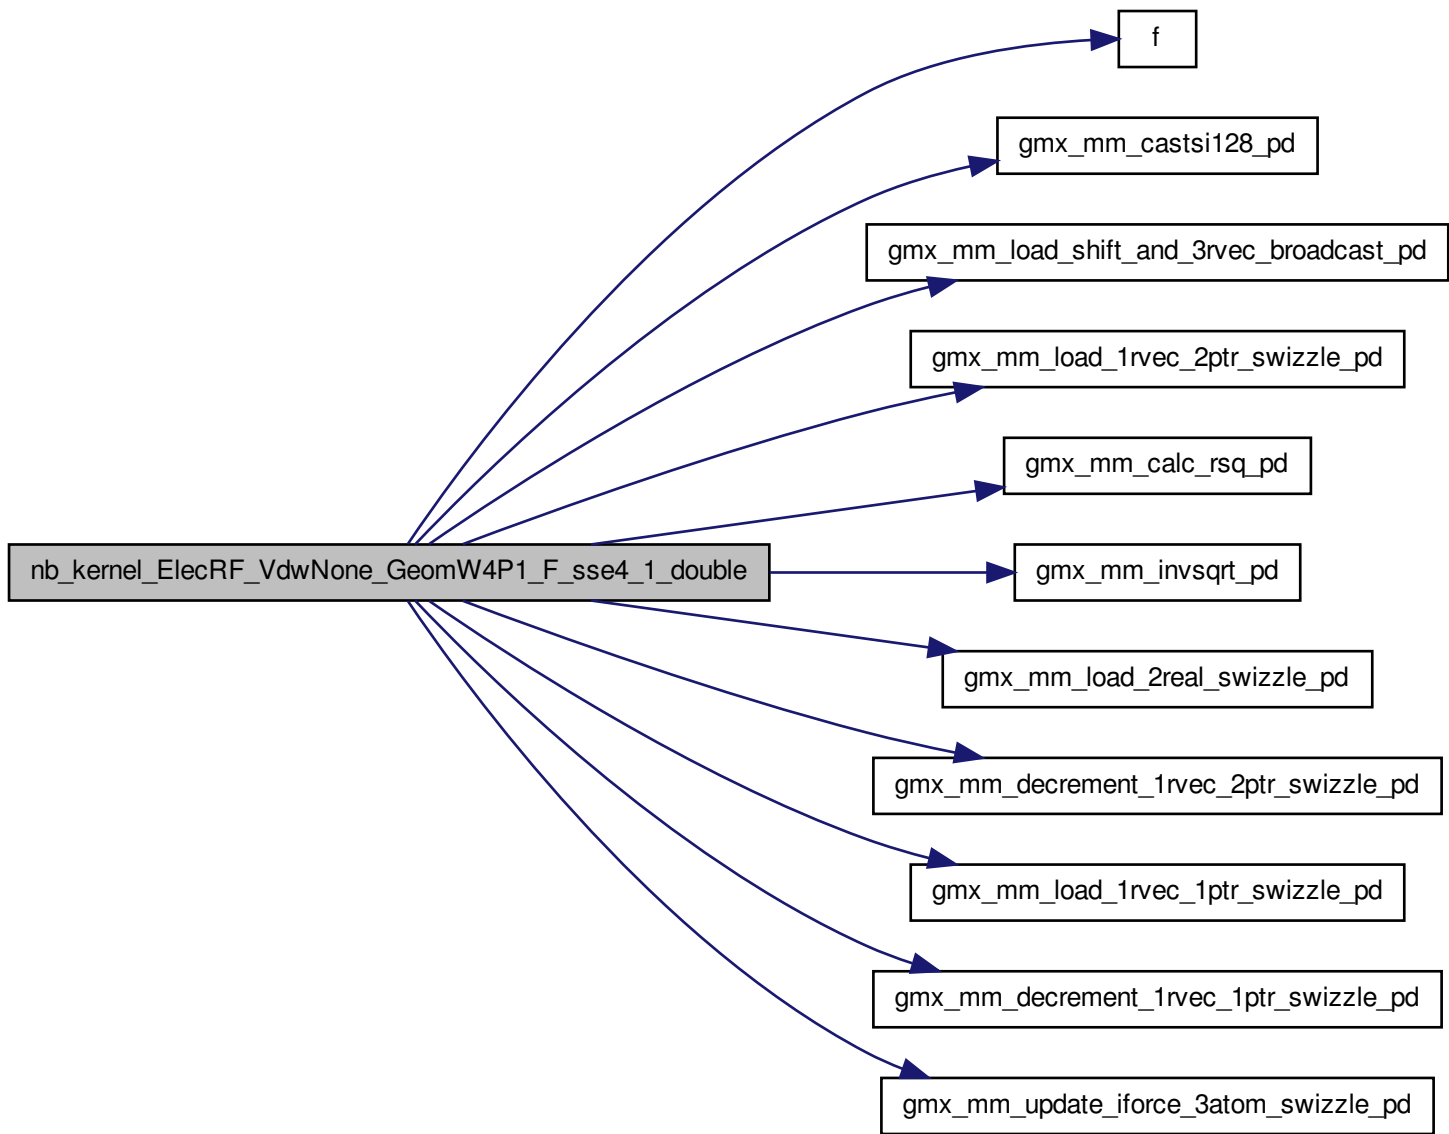 f
gmx_mm_castsi128_pd
gmx_mm_load_shift_and_3rvec_broadcast_pd
gmx_mm_load_1rvec_2ptr_swizzle_pd
gmx_mm_calc_rsq_pd
nb_kernel_ElecRF_VdwNone_GeomW4P1_F_sse4_1_double
gmx_mm_invsqrt_pd
gmx_mm_load_2real_swizzle_pd
gmx_mm_decrement_1rvec_2ptr_swizzle_pd
gmx_mm_load_1rvec_1ptr_swizzle_pd
gmx_mm_decrement_1rvec_1ptr_swizzle_pd
gmx_mm_update_iforce_3atom_swizzle_pd